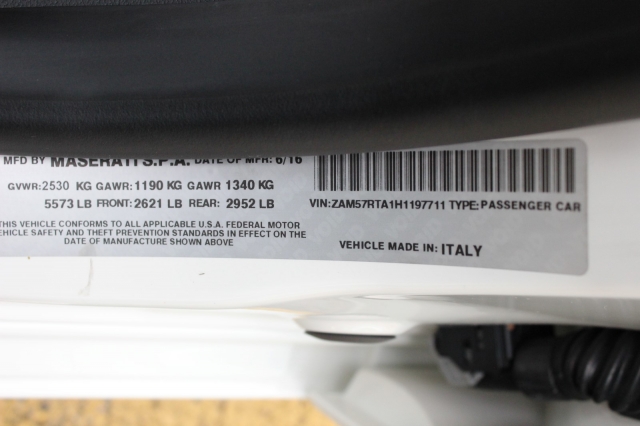 MFD BY MASERATI S.P.A. DATE OF MFR: 6/16
GVWR:2530 KG GAWR:1190 KG GAWR 1340 KG
5573 LB FRONT: 2621 LB REAR: 2952 LB
THIS VEHICLE CONFORMS TO ALL APPLICABLE U.S.A. FEDERAL MOTOR
VEHICLE SAFETY AND THEFT PREVENTION STANDARDS IN EFFECT ON THE
DATE OF MANUFACTURE SHOWN ABOVE
VIN:ZAM57RTA1H1197711 TYPE:PASSENGER CAR
VEHICLE MADE IN: ITALY